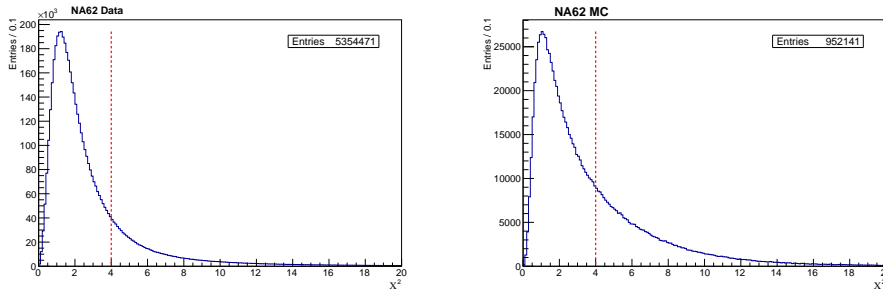 NA62 Data
×10³
Entries / 0.1
200
180
160
140
120
100
80
60
40
20
0
Entries 5354471
0 2 4 6 8 10 12 14 16 18 20
χ²
NA62 MC
Entries / 0.1
25000
20000
15000
10000
5000
0
Entries 952141
0 2 4 6 8 10 12 14 16 18